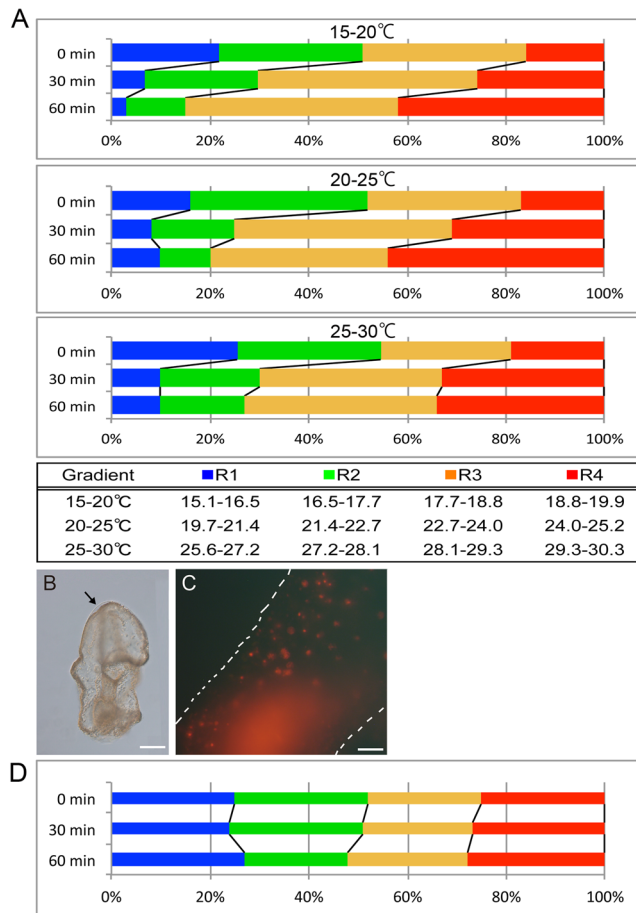 A
15-20℃
0 min
30 min
60 min
0% 20% 40% 60% 80% 100%
20-25℃
0 min
30 min
60 min
0% 20% 40% 60% 80% 100%
25-30℃
0 min
30 min
60 min
0% 20% 40% 60% 80% 100%
Gradient R1 R2 R3 R4
15-20℃ 15.1-16.5 16.5-17.7 17.7-18.8 18.8-19.9
20-25℃ 19.7-21.4 21.4-22.7 22.7-24.0 24.0-25.2
25-30℃ 25.6-27.2 27.2-28.1 28.1-29.3 29.3-30.3
B C
D
0 min
30 min
60 min
0% 20% 40% 60% 80% 100%